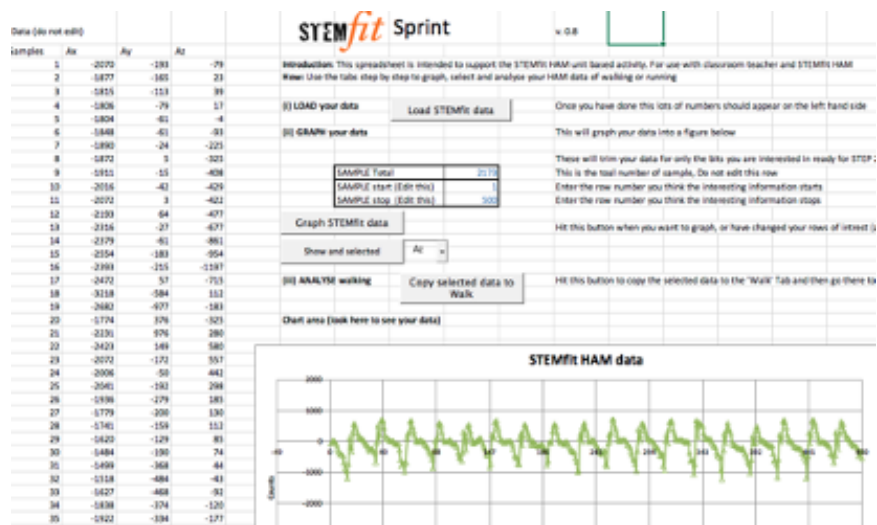 STEMfit Sprint
v. 0.8
Data (do not edit)
Samples Ax Ay Az
Introduction: This spreadsheet is intended to support the STEMfit HAM unit based activity. For use with classroom teacher and STEMfit HAM
How: Use the tabs step by step to graph, select and analyse your HAM data of walking or running
(i) LOAD your data
Load STEMfit data
Once you have done this lots of numbers should appear on the left hand side
(ii) GRAPH your data
This will graph your data into a figure below
These will trim your data for only the bits you are interested in ready for STEP
SAMPLE Total 2179
This is the toal number of sample, Do not edit this row
SAMPLE start (Edit this) 1
Enter the row number you think the interesting information starts
SAMPLE stop (Edit this) 500
Enter the row number you think the interesting information stops
Graph STEMfit data
Hit this button when you want to graph, or have changed your rows of intrest
Show and selected
Az
(iii) ANALYSE walking
Copy selected data to
Walk
Hit this button to copy the selected data to the 'Walk' Tab and then go there to
Chart area (look here to see your data)
1 -2070 -193 -79
2 -1877 -165 23
3 -1815 -113 39
4 -1806 -79 17
5 -1804 -61 -4
6 -1848 -61 -93
7 -1890 -24 -225
8 -1872 5 -323
9 -1911 -15 -408
10 -2016 -42 -429
11 -2072 3 -422
12 -2193 64 -477
13 -2316 -27 -677
14 -2379 -61 -861
15 -2554 -183 -954
16 -2393 -215 -1197
17 -2472 57 -715
18 -3218 -584 112
19 -2682 -977 -183
20 -1774 376 -325
21 -2231 976 280
22 -2423 149 580
23 -2072 -172 557
24 -2006 -50 442
25 -2041 -192 298
26 -1936 -279 185
27 -1779 -200 130
28 -1741 -159 112
29 -1620 -129 85
30 -1484 -190 74
31 -1499 -368 44
32 -1518 -484 -43
33 -1627 -468 -92
34 -1838 -374 -120
35 -1922 -334 -177
STEMfit HAM data
2000
1000
0
-1000
-2000
Counts